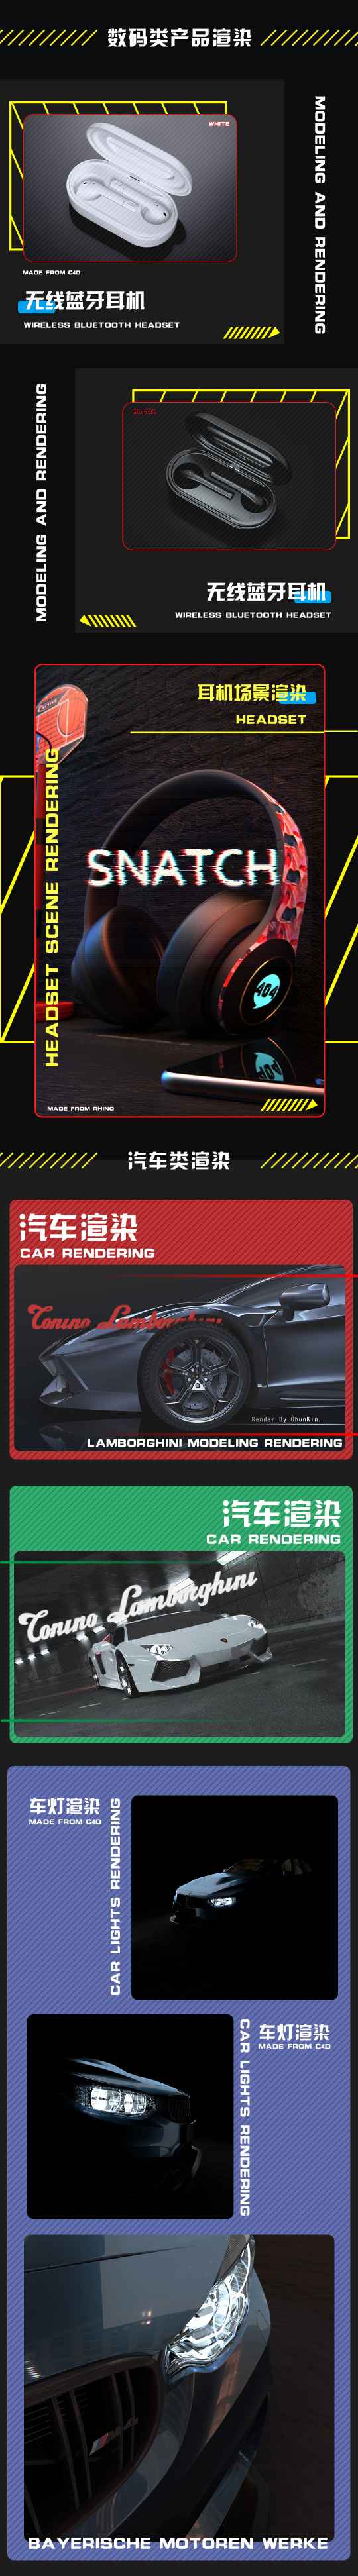 数码类产品渲染
WHITE
MODELING AND RENDERING
MADE FROM C4D
无线蓝牙耳机
WIRELESS BLUETOOTH HEADSET
MODELING AND RENDERING
无线蓝牙耳机
WIRELESS BLUETOOTH HEADSET
耳机场景渲染
HEADSET
HEADSET SCENE RENDERING
SNATCH
404
MADE FROM RHINO
汽车类渲染
汽车渲染
CAR RENDERING
Tonino Lamborghini
Render By ChunKin.
LAMBORGHINI MODELING RENDERING
汽车渲染
CAR RENDERING
Tonino Lamborghini
车灯渲染
MADE FROM C4D
CAR LIGHTS RENDERING
CAR LIGHTS RENDERING
车灯渲染
MADE FROM C4D
BAYERISCHE MOTOREN WERKE